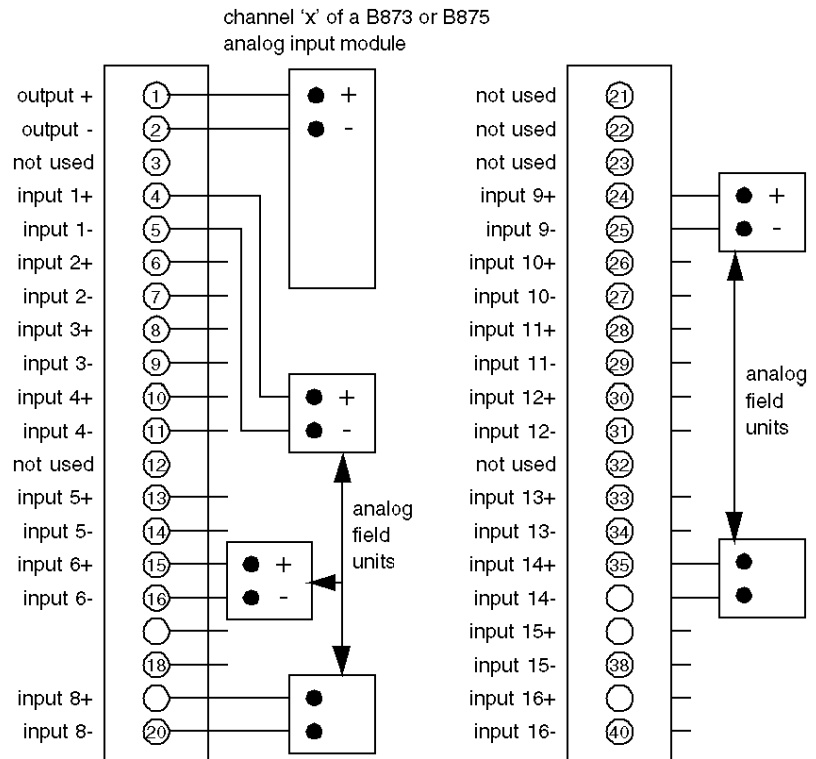 channel ‘x’ of a B873 or B875
analog input module
output + 1 +
output - 2 -
not used 3
input 1+ 4
input 1- 5
input 2+ 6
input 2- 7
input 3+ 8
input 3- 9
input 4+ 10 +
input 4- 11 -
not used 12
input 5+ 13
input 5- 14
input 6+ 15 +
input 6- 16 -
18
input 8+
input 8- 20
analog
field
units
not used 21
not used 22
not used 23
input 9+ 24 +
input 9- 25 -
input 10+ 26
input 10- 27
input 11+ 28
input 11- 29
input 12+ 30
input 12- 31
not used 32
input 13+ 33
input 13- 34
input 14+ 35
input 14-
input 15+
input 15- 38
input 16+
input 16- 40
analog
field
units